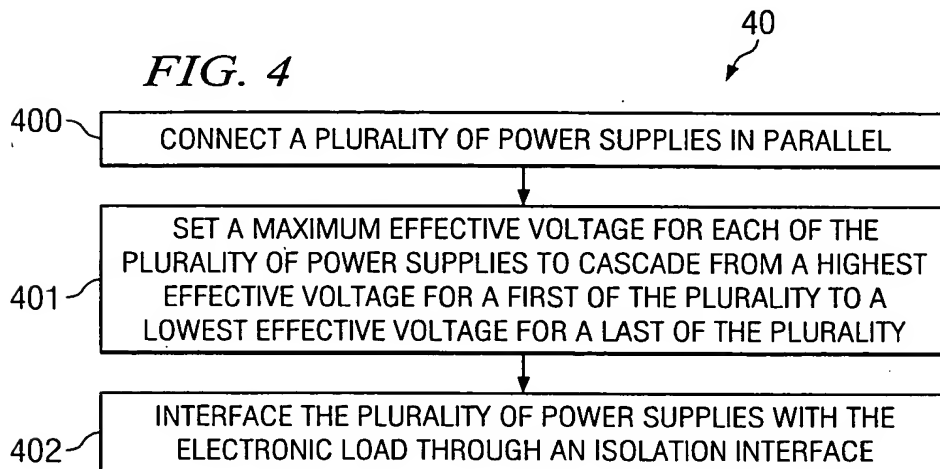 40
FIG. 4
400
CONNECT A PLURALITY OF POWER SUPPLIES IN PARALLEL
401
SET A MAXIMUM EFFECTIVE VOLTAGE FOR EACH OF THE
PLURALITY OF POWER SUPPLIES TO CASCADE FROM A HIGHEST
EFFECTIVE VOLTAGE FOR A FIRST OF THE PLURALITY TO A
LOWEST EFFECTIVE VOLTAGE FOR A LAST OF THE PLURALITY
402
INTERFACE THE PLURALITY OF POWER SUPPLIES WITH THE
ELECTRONIC LOAD THROUGH AN ISOLATION INTERFACE